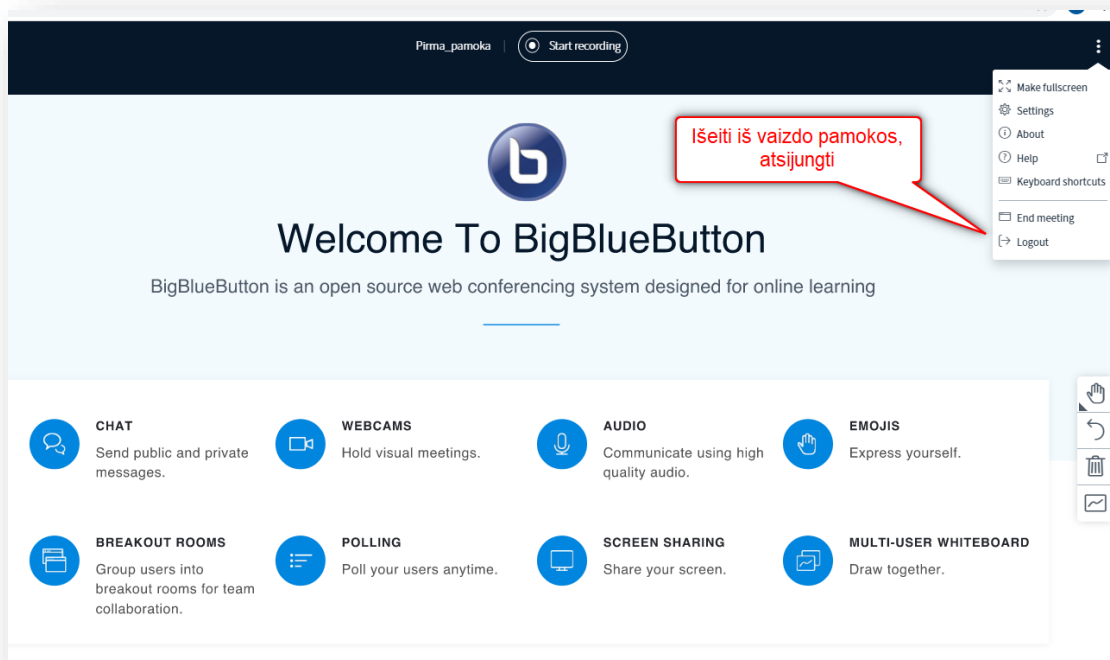 Pirma_pamoka
Start recording
Make fullscreen
Settings
About
Help
Keyboard shortcuts
End meeting
Logout
Išeiti iš vaizdo pamokos,
atsijungti
Welcome To BigBlueButton
BigBlueButton is an open source web conferencing system designed for online learning
CHAT
Send public and private
messages.
WEBCAMS
Hold visual meetings.
AUDIO
Communicate using high
quality audio.
EMOJIS
Express yourself.
BREAKOUT ROOMS
Group users into
breakout rooms for team
collaboration.
POLLING
Poll your users anytime.
SCREEN SHARING
Share your screen.
MULTI-USER WHITEBOARD
Draw together.